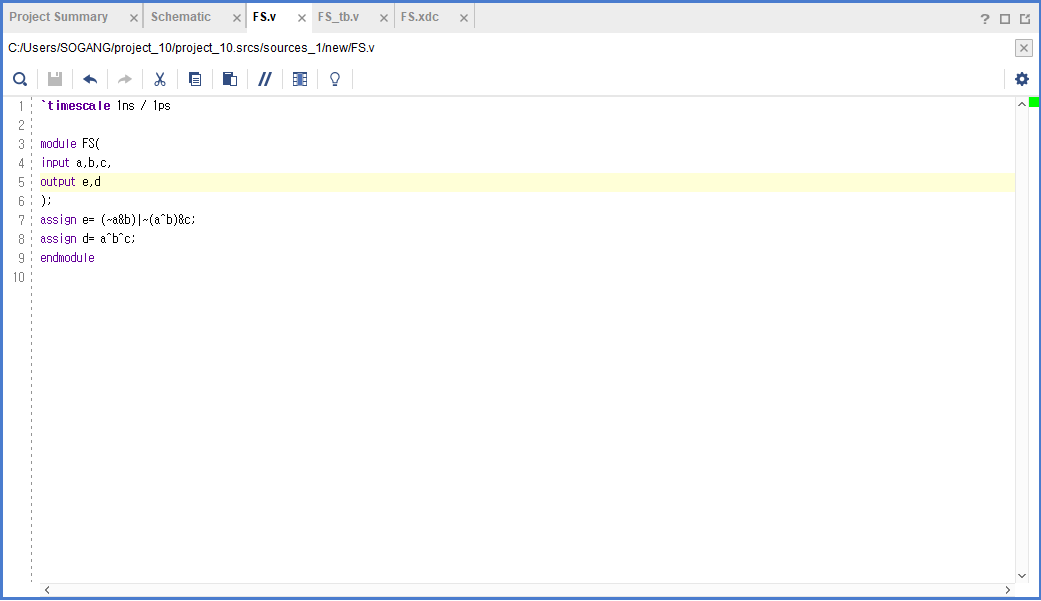 Project Summary × Schematic × FS.v × FS_tb.v × FS.xdc ×
C:/Users/SOGANG/project_10/project_10.srcs/sources_1/new/FS.v
1 `timescale 1ns / 1ps
2
3 module FS(
4 input a,b,c,
5 output e,d
6 );
7 assign e= (~a&b)|~(a^b)&c;
8 assign d= a^b^c;
9 endmodule
10